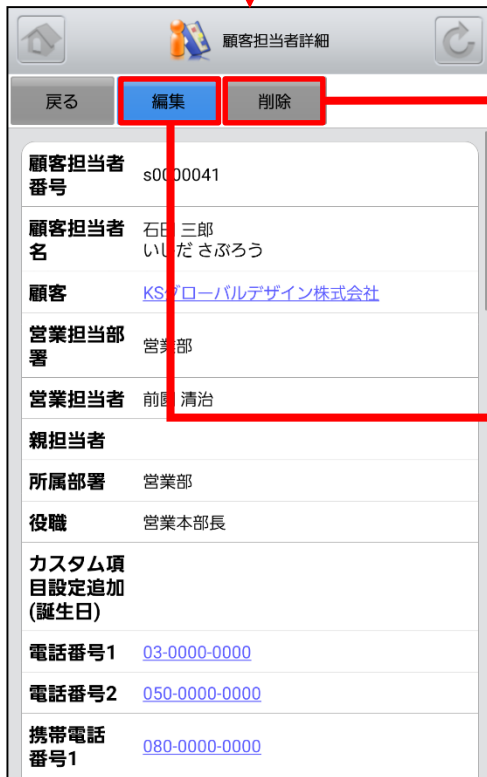 顧客担当者詳細
戻る 編集 削除
顧客担当者
番号
s0000041
顧客担当者
名
石田 三郎
いしだ さぶろう
顧客
KSグローバルデザイン株式会社
営業担当部
署
営業部
営業担当者
前園 清治
親担当者
所属部署
営業部
役職
営業本部長
カスタム項
目設定追加
(誕生日)
電話番号1
03-0000-0000
電話番号2
050-0000-0000
携帯電話
番号1
080-0000-0000